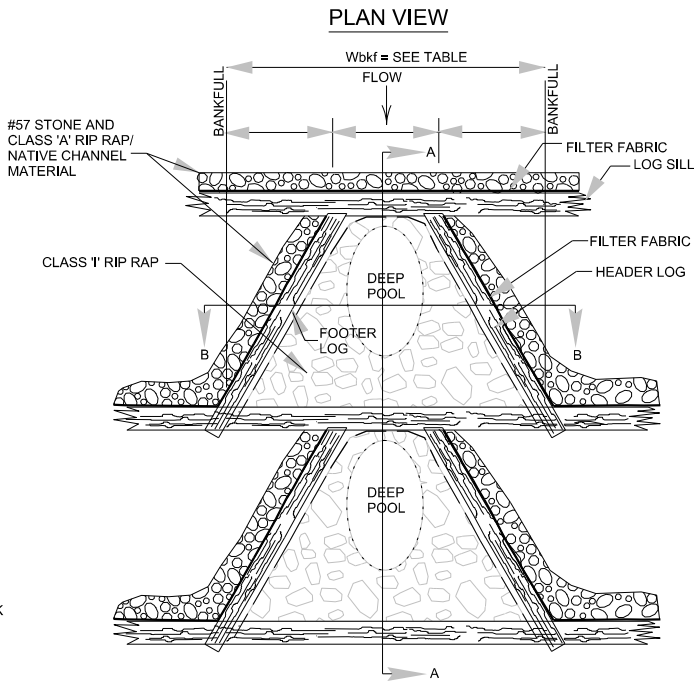 PLAN VIEW
Wbkf = SEE TABLE
FLOW
BANKFULL
BANKFULL
A
#57 STONE AND
CLASS 'A' RIP RAP/
NATIVE CHANNEL
MATERIAL
FILTER FABRIC
LOG SILL
CLASS 'I' RIP RAP
DEEP
POOL
FILTER FABRIC
HEADER LOG
FOOTER
LOG
B
B
DEEP
POOL
K
A